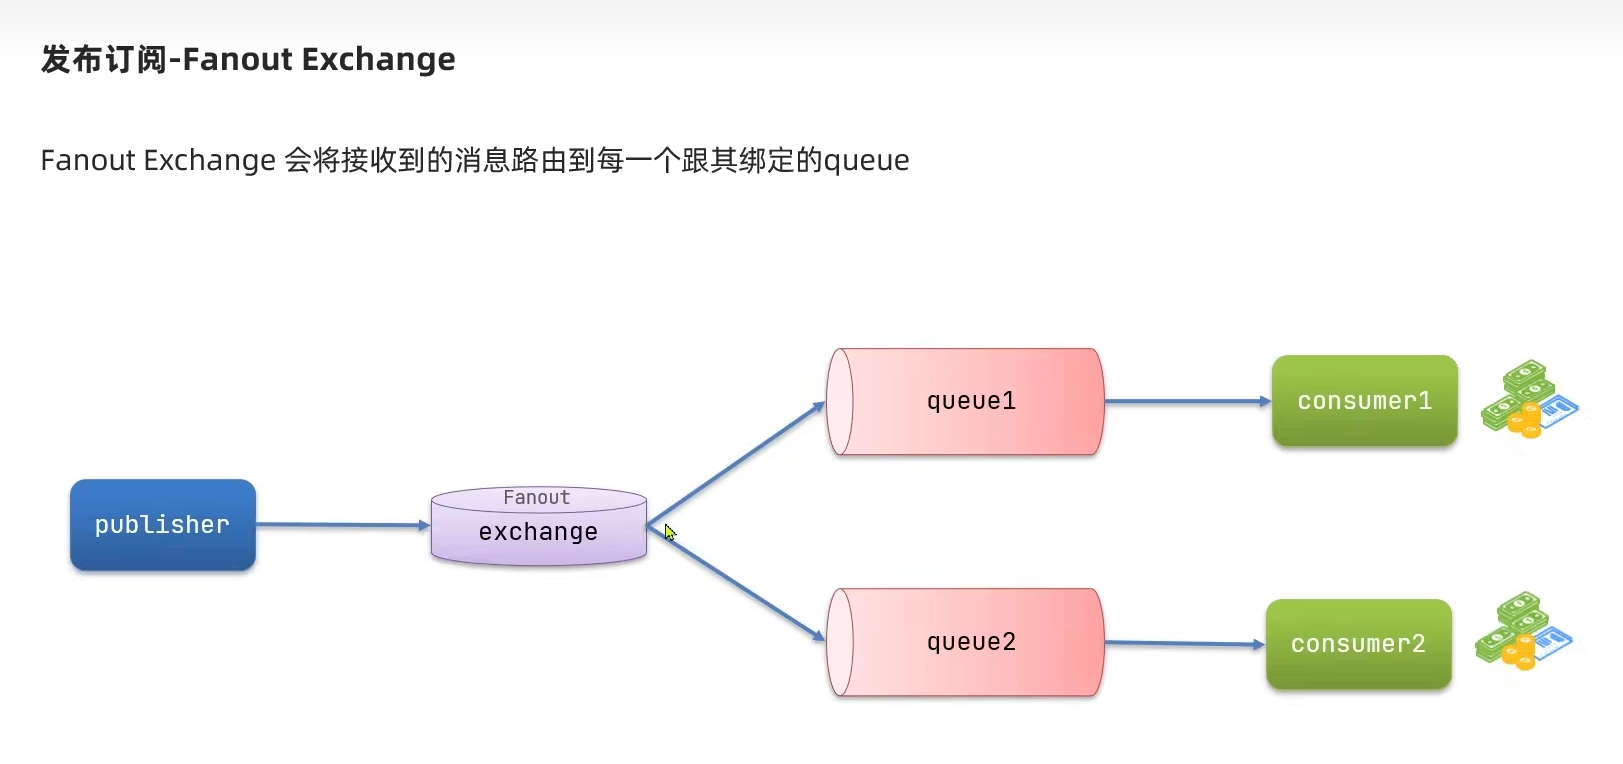 发布订阅-Fanout Exchange
Fanout Exchange 会将接收到的消息路由到每一个跟其绑定的queue
queue1
consumer1
publisher
Fanout
exchange
queue2
consumer2